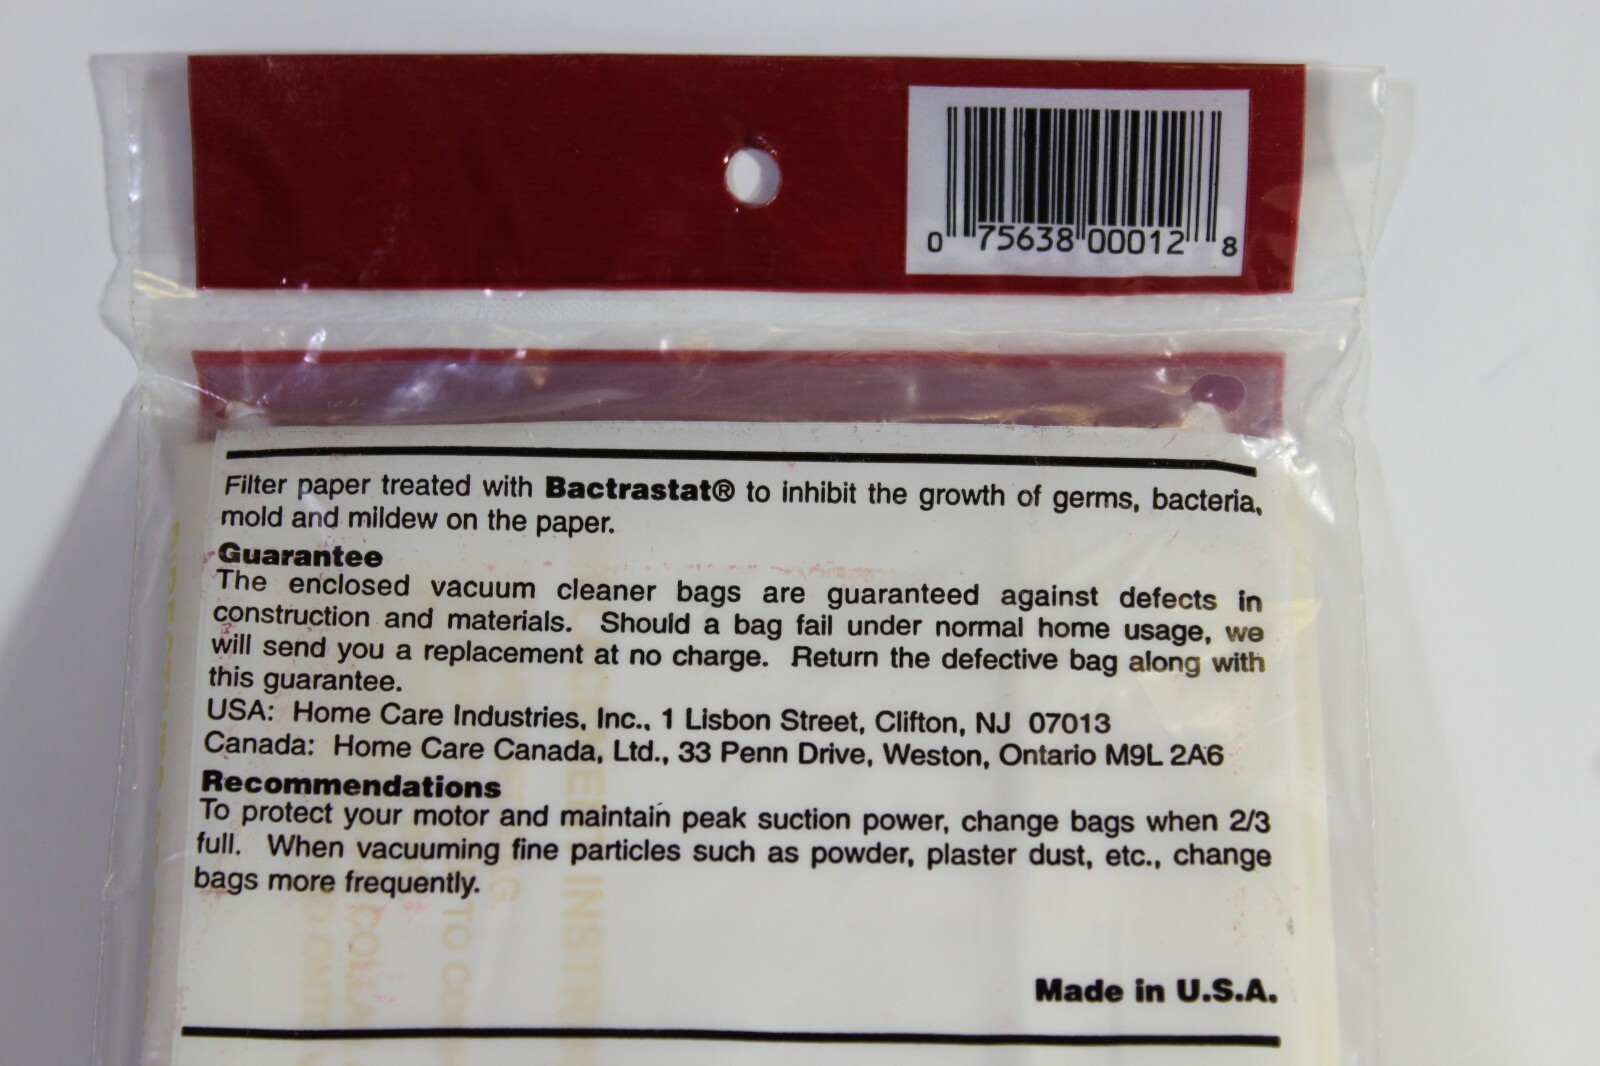 0 75638 00012 8
Filter paper treated with Bactrastat® to inhibit the growth of germs, bacteria,
mold and mildew on the paper.
Guarantee
The enclosed vacuum cleaner bags are guaranteed against defects in
construction and materials. Should a bag fail under normal home usage, we
will send you a replacement at no charge. Return the defective bag along with
this guarantee.
USA: Home Care Industries, Inc., 1 Lisbon Street, Clifton, NJ 07013
Canada: Home Care Canada, Ltd., 33 Penn Drive, Weston, Ontario M9L 2A6
Recommendations
To protect your motor and maintain peak suction power, change bags when 2/3
full. When vacuuming fine particles such as powder, plaster dust, etc., change
bags more frequently.
Made in U.S.A.